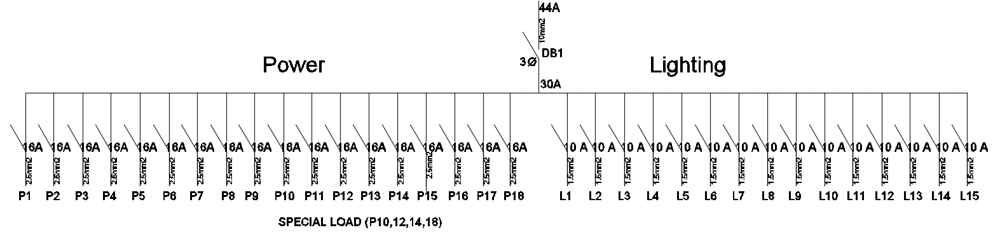 44A
10mm2
DB1
3Ø
30A
Power
Lighting
16A 16A 16A 16A 16A 16A 16A 16A 16A 16A 16A 16A 16A 16A 16A 16A 16A 16A 10 A 10 A 10 A 10 A 10 A 10 A 10 A 10 A 10 A 10 A 10 A 10 A 10 A 10 A 10 A
2.5mm2 2.5mm2 2.5mm2 2.5mm2 2.5mm2 2.5mm2 2.5mm2 2.5mm2 2.5mm2 2.5mm2 2.5mm2 2.5mm2 2.5mm2 2.5mm2 2.5mm2 2.5mm2 2.5mm2 2.5mm2 1.5mm2 1.5mm2 1.5mm2 1.5mm2 1.5mm2 1.5mm2 1.5mm2 1.5mm2 1.5mm2 1.5mm2 1.5mm2 1.5mm2 1.5mm2 1.5mm2 1.5mm2
P1 P2 P3 P4 P5 P6 P7 P8 P9 P10 P11 P12 P13 P14 P15 P16 P17 P18 L1 L2 L3 L4 L5 L6 L7 L8 L9 L10 L11 L12 L13 L14 L15
SPECIAL LOAD (P10,12,14,18)